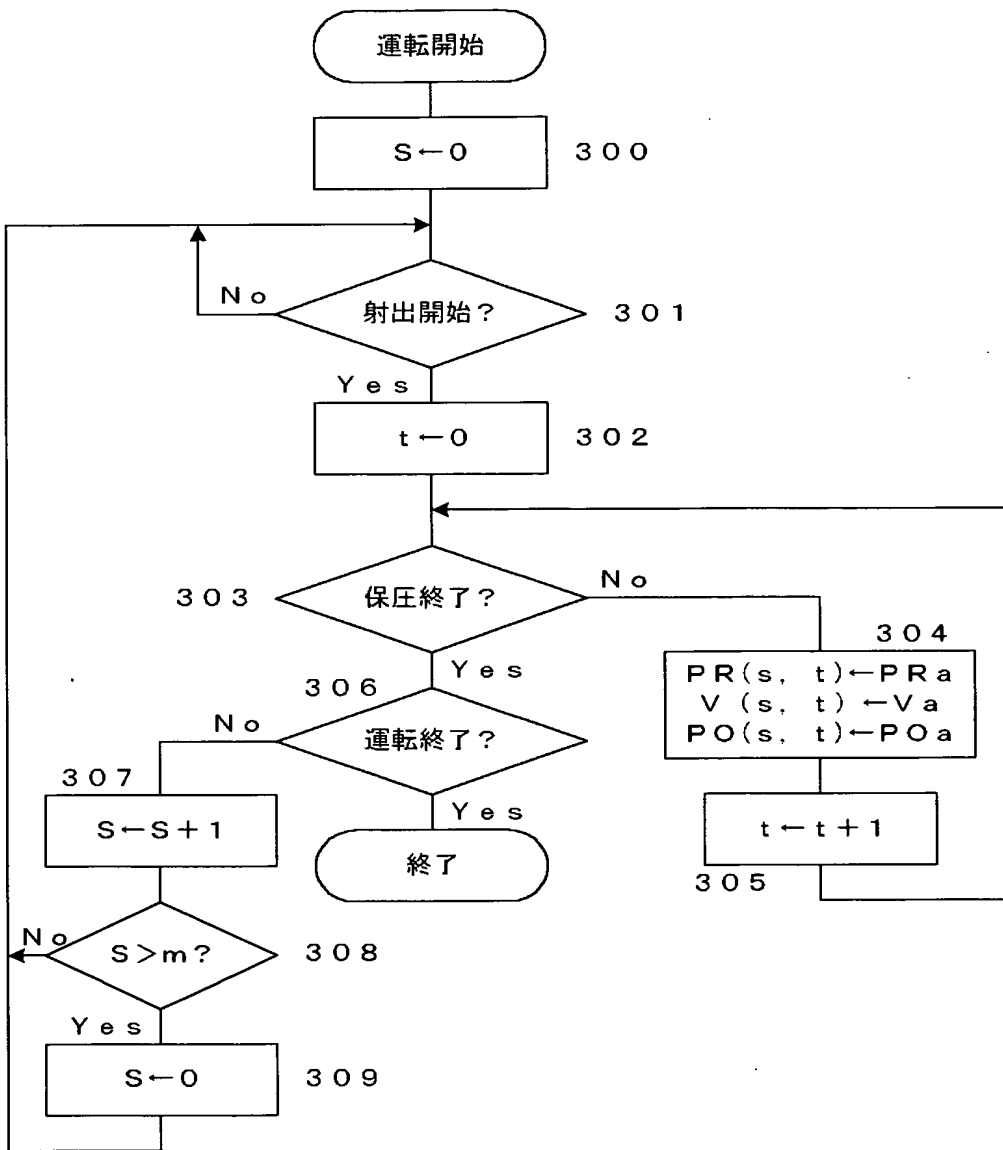 運転開始
S←0 300
No 射出開始? 301
Yes
t←0 302
303 保圧終了? No
Yes
304
PR(s, t)←PRa
V (s, t) ←Va
PO(s, t)←POa
t←t+1
305
306
No 運転終了?
Yes
終了
307
S←S+1
No S>m? 308
Yes
S←0 309